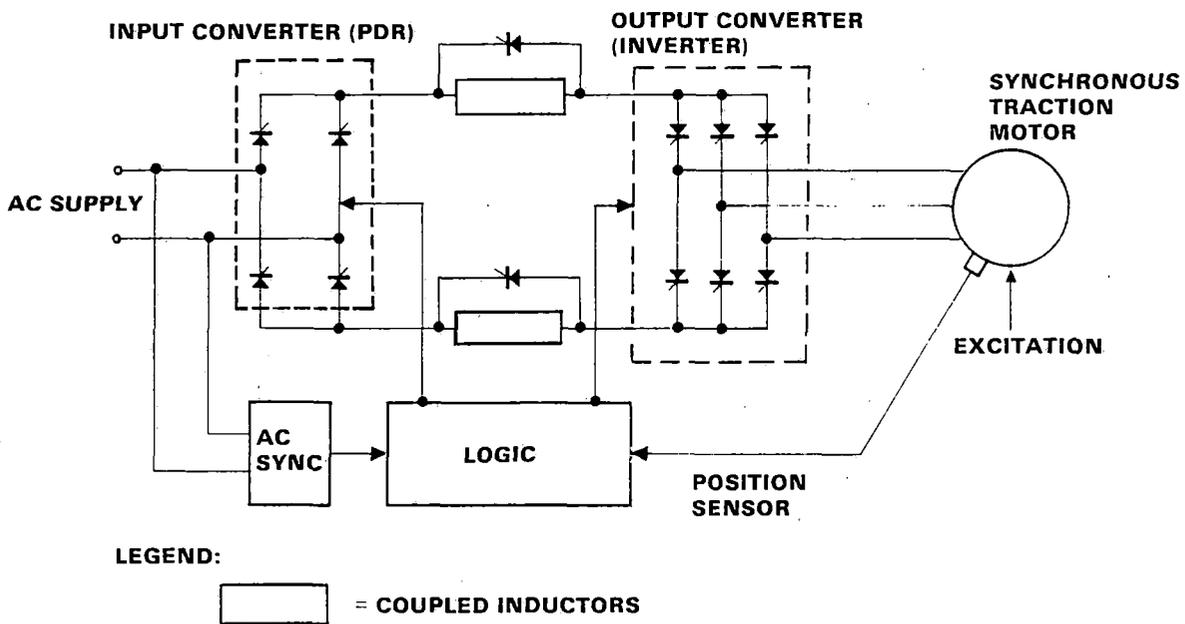 INPUT CONVERTER (PDR)
OUTPUT CONVERTER
(INVERTER)
SYNCHRONOUS
TRACTION
MOTOR
AC SUPPLY
EXCITATION
AC
SYNC
LOGIC
POSITION
SENSOR
LEGEND:
= COUPLED INDUCTORS